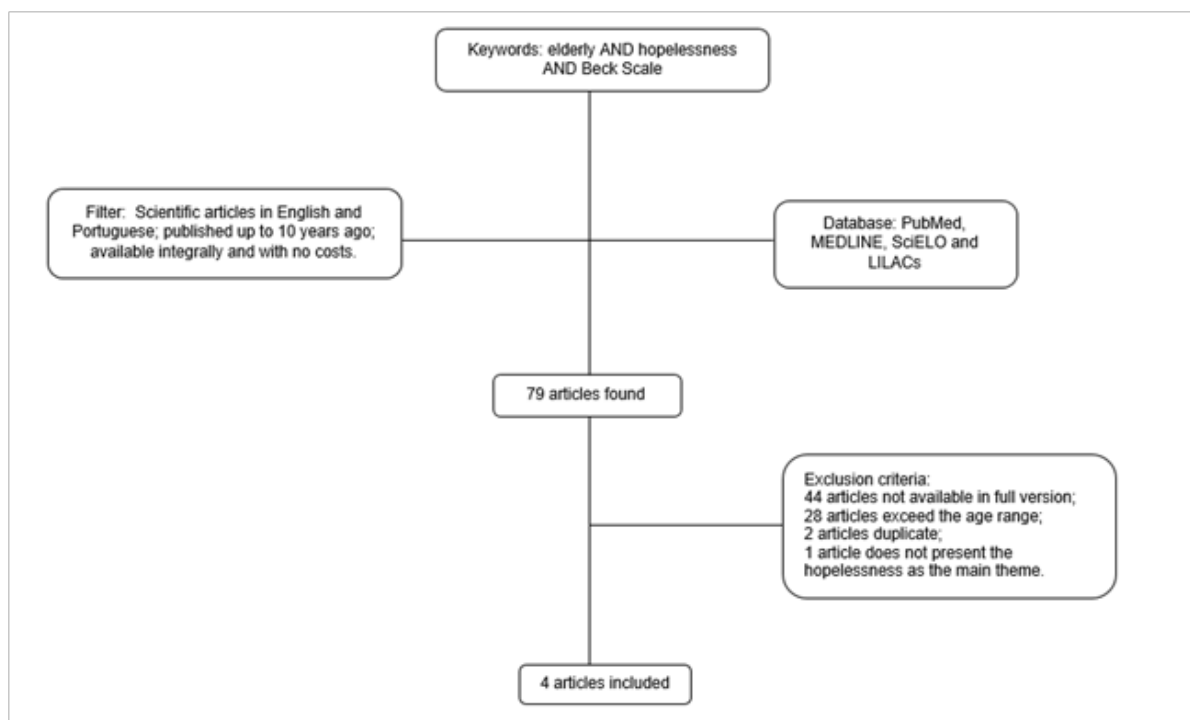 Keywords: elderly AND hopelessness
AND Beck Scale
Filter: Scientific articles in English and
Portuguese; published up to 10 years ago;
available integrally and with no costs.
Database: PubMed,
MEDLINE, SciELO and
LILACs
79 articles found
Exclusion criteria:
44 articles not available in full version;
28 articles exceed the age range;
2 articles duplicate;
1 article does not present the
hopelessness as the main theme.
4 articles included